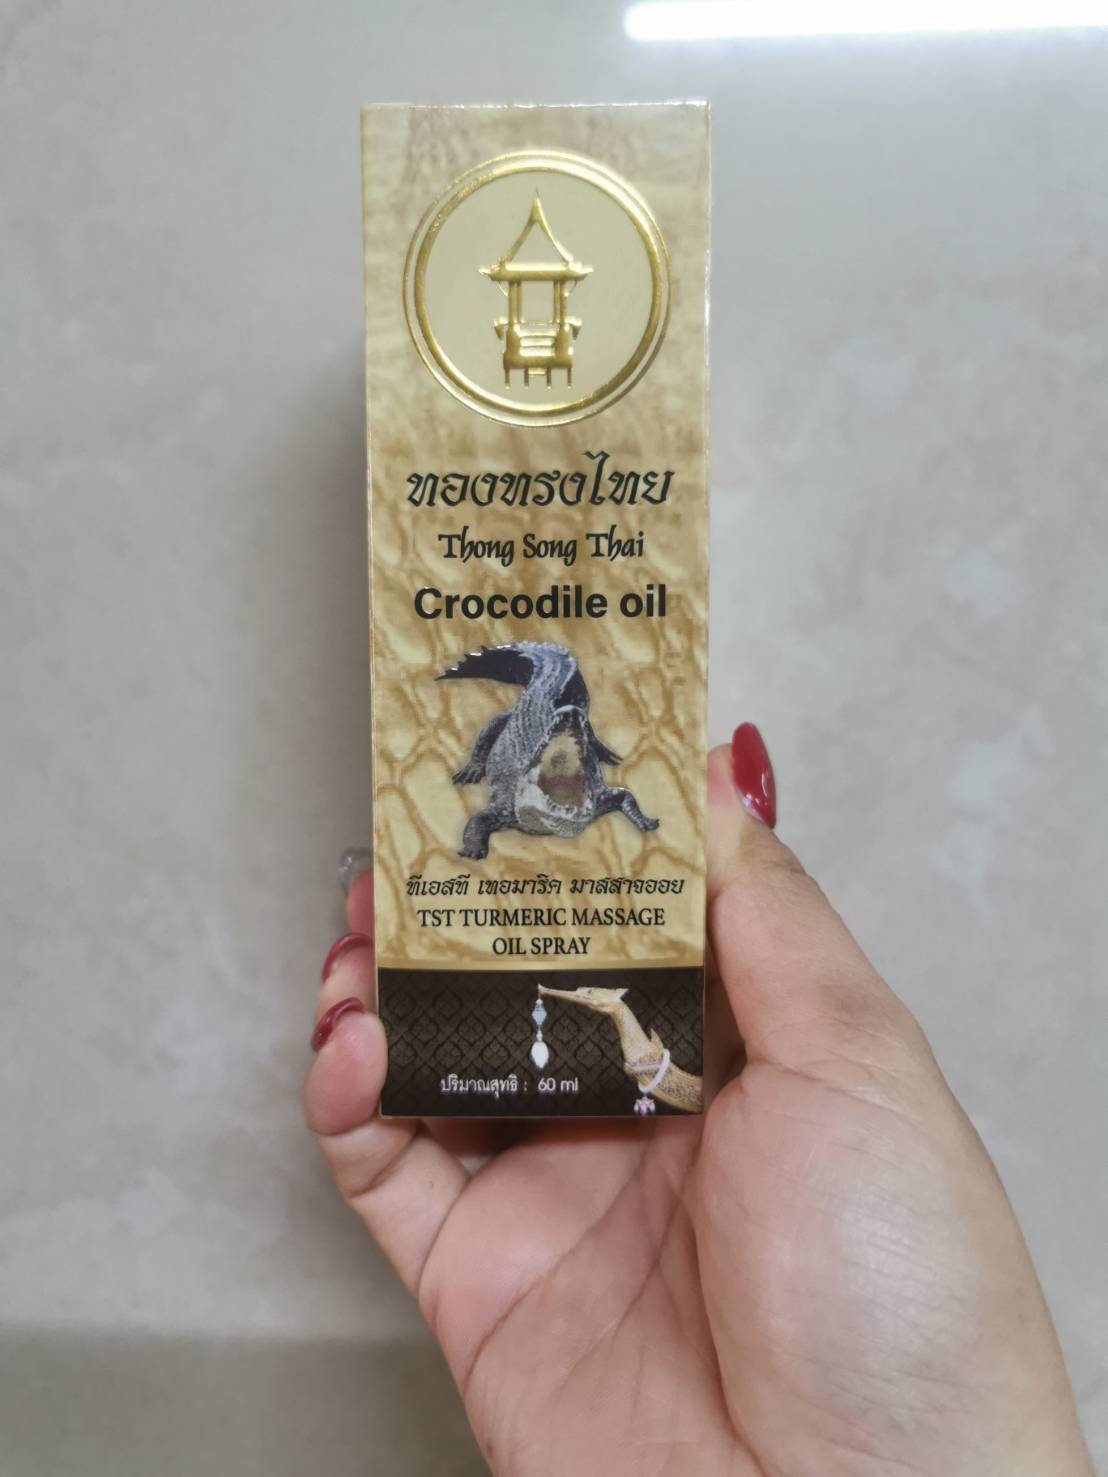 ทองทรงไทย
Thong Song Thai
Crocodile oil
ทีเอสที เทอมาริค มาสสาจออย
TST TURMERIC MASSAGE
OIL SPRAY
ปริมาณสุทธิ : 60 ml